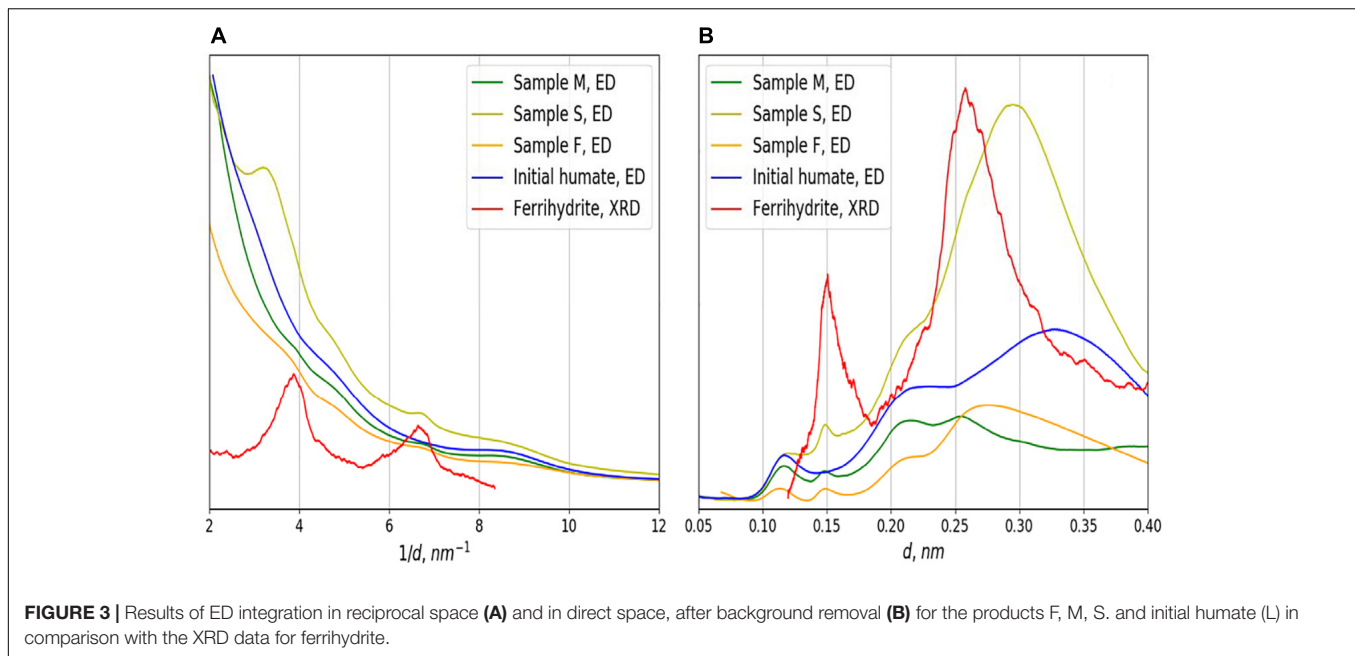 A
B
Sample M, ED
Sample S, ED
Sample F, ED
Initial humate, ED
Ferrihydrite, XRD
2 4 6 8 10 12
1/d, nm⁻¹
Sample M, ED
Sample S, ED
Sample F, ED
Initial humate, ED
Ferrihydrite, XRD
0.05 0.10 0.15 0.20 0.25 0.30 0.35 0.40
d, nm
FIGURE 3 | Results of ED integration in reciprocal space (A) and in direct space, after background removal (B) for the products F, M, S. and initial humate (L) in
comparison with the XRD data for ferrihydrite.